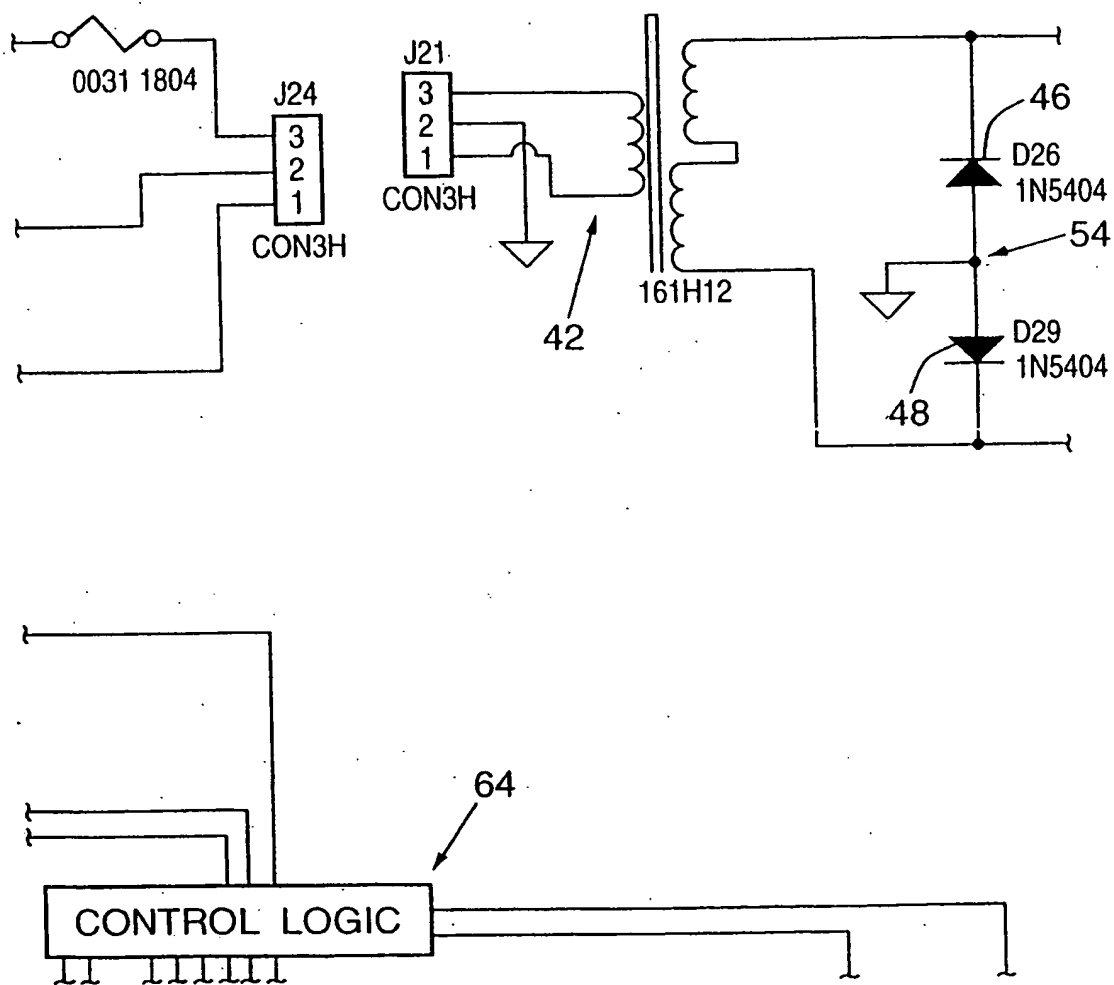 0031 1804
J24
3
2
1
CON3H
J21
3
2
1
CON3H
42
161H12
46
D26
1N5404
54
D29
1N5404
48
64
CONTROL LOGIC